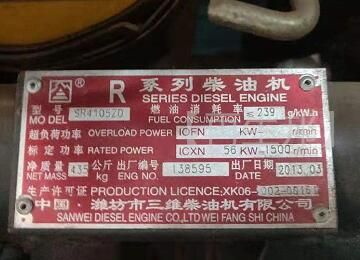 R 系列柴油机
SERIES DIESEL ENGINE
型号 MODEL SR4105ZD 燃油消耗率 FUEL CONSUMPTION ≤239 g/kW.h
超负荷功率 OVERLOAD POWER IOFN KW- r/min
标定功率 RATED POWER ICXN 56 KW-1500 r/min
净质量 NET MASS 435 公斤 kg 出厂编号 ENG NO. 138595 出厂日期 DATE 2013.03
生产许可证 PRODUCTION LICENCE;XK06-002-00161
中国·潍坊市三维柴油机有限公司
SANWEI DIESEL ENGINE CO.,LTD WEI FANG SHI CHINA